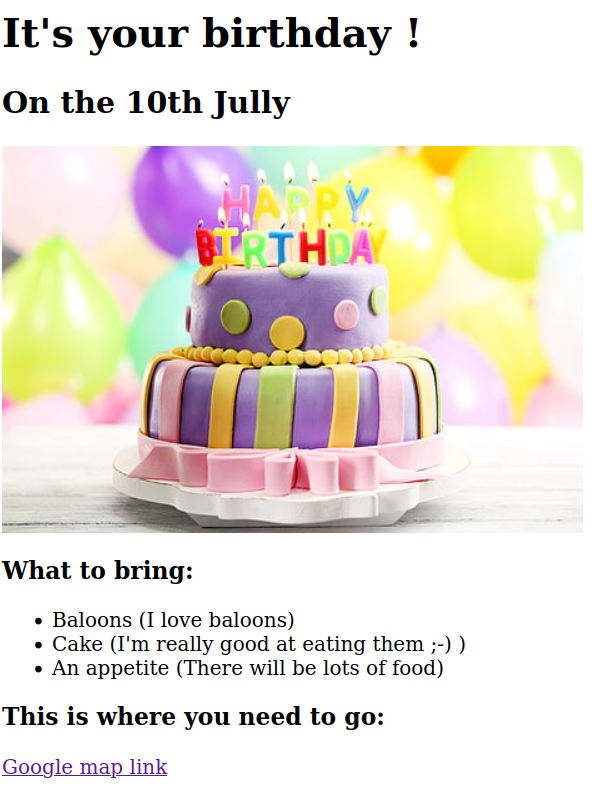 It's your birthday !
On the 10th Jully
HAPPY
BIRTHDAY
What to bring:
• Baloons (I love baloons)
• Cake (I'm really good at eating them ;-) )
• An appetite (There will be lots of food)
This is where you need to go:
Google map link